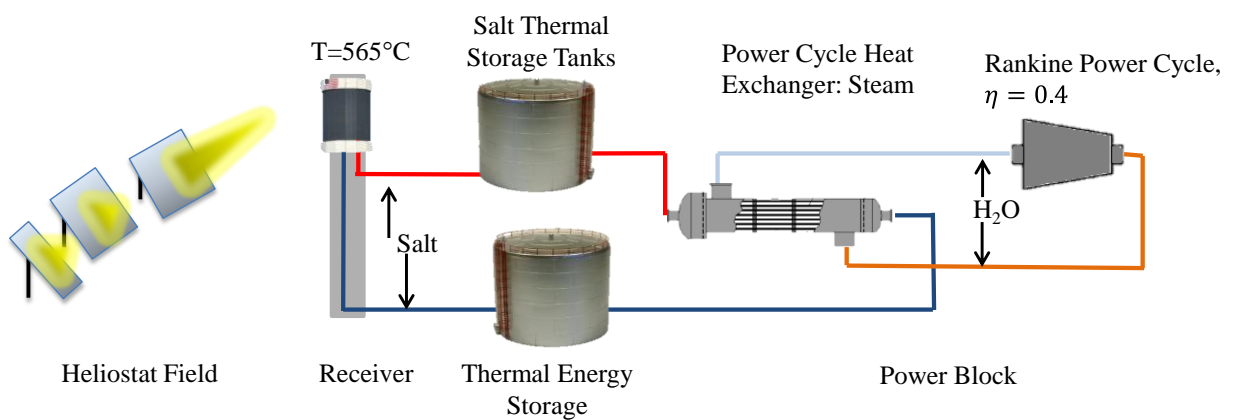 T=565°C
Salt Thermal
Storage Tanks
Power Cycle Heat
Exchanger: Steam
Rankine Power Cycle,
η = 0.4
Salt
H₂O
Heliostat Field
Receiver
Thermal Energy
Storage
Power Block